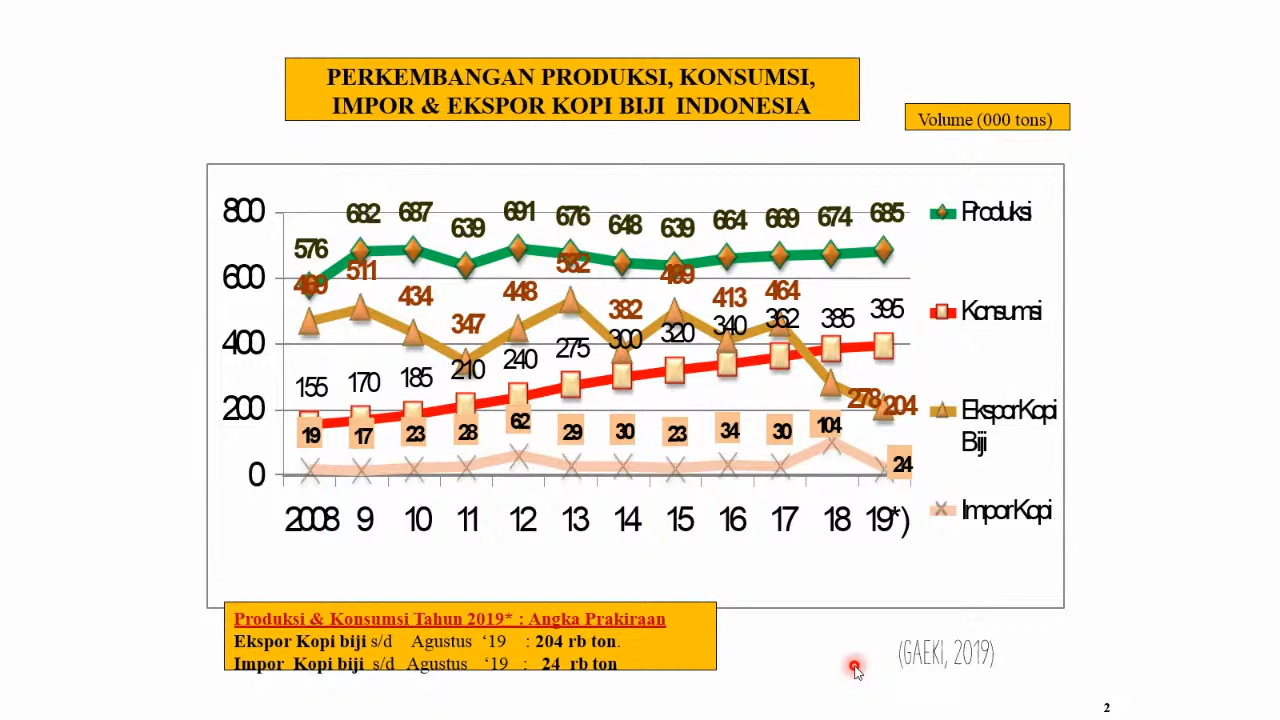 PERKEMBANGAN PRODUKSI, KONSUMSI,
IMPOR & EKSPOR KOPI BIJI INDONESIA
Volume (000 tons)
800
600
400
200
0
576 682 687 639 691 676 648 639 664 669 674 685
469 511 434 347 448 532 382 499 413 464 278 204
155 170 185 210 240 275 300 320 340 362 385 395
19 17 23 28 62 29 30 23 34 30 104 24
2008 9 10 11 12 13 14 15 16 17 18 19*)
Produksi
Konsumsi
Ekspor Kopi
Biji
Impor Kopi
Produksi & Konsumsi Tahun 2019* : Angka Prakiraan
Ekspor Kopi biji s/d Agustus ‘19 : 204 rb ton.
Impor Kopi biji s/d Agustus ‘19 : 24 rb ton
(GAEKI, 2019)
2